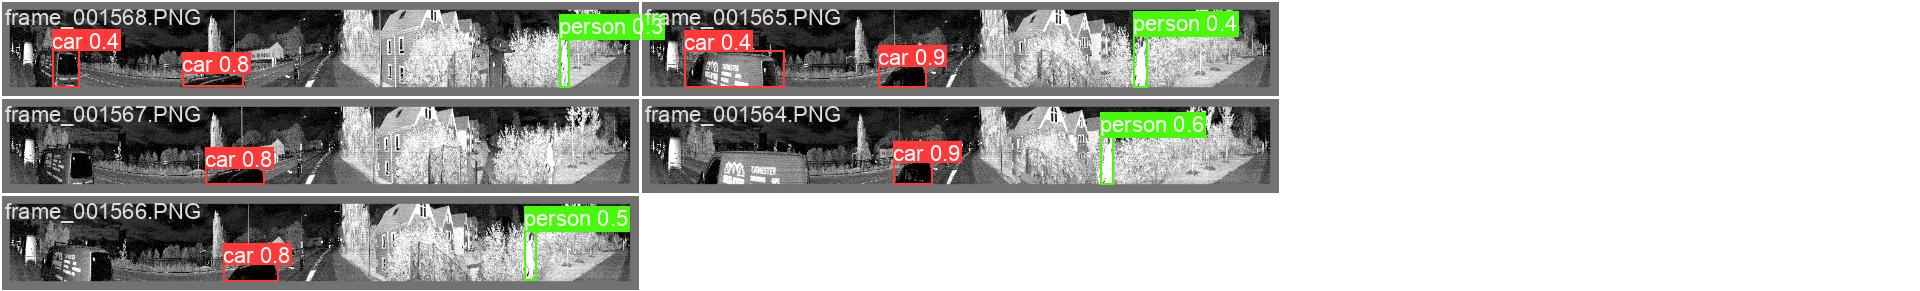 frame_001568.PNG
car 0.4
car 0.8
person 0.3
frame_001565.PNG
car 0.4
car 0.9
person 0.4
frame_001567.PNG
car 0.8
frame_001564.PNG
car 0.9
person 0.6
frame_001566.PNG
car 0.8
person 0.5